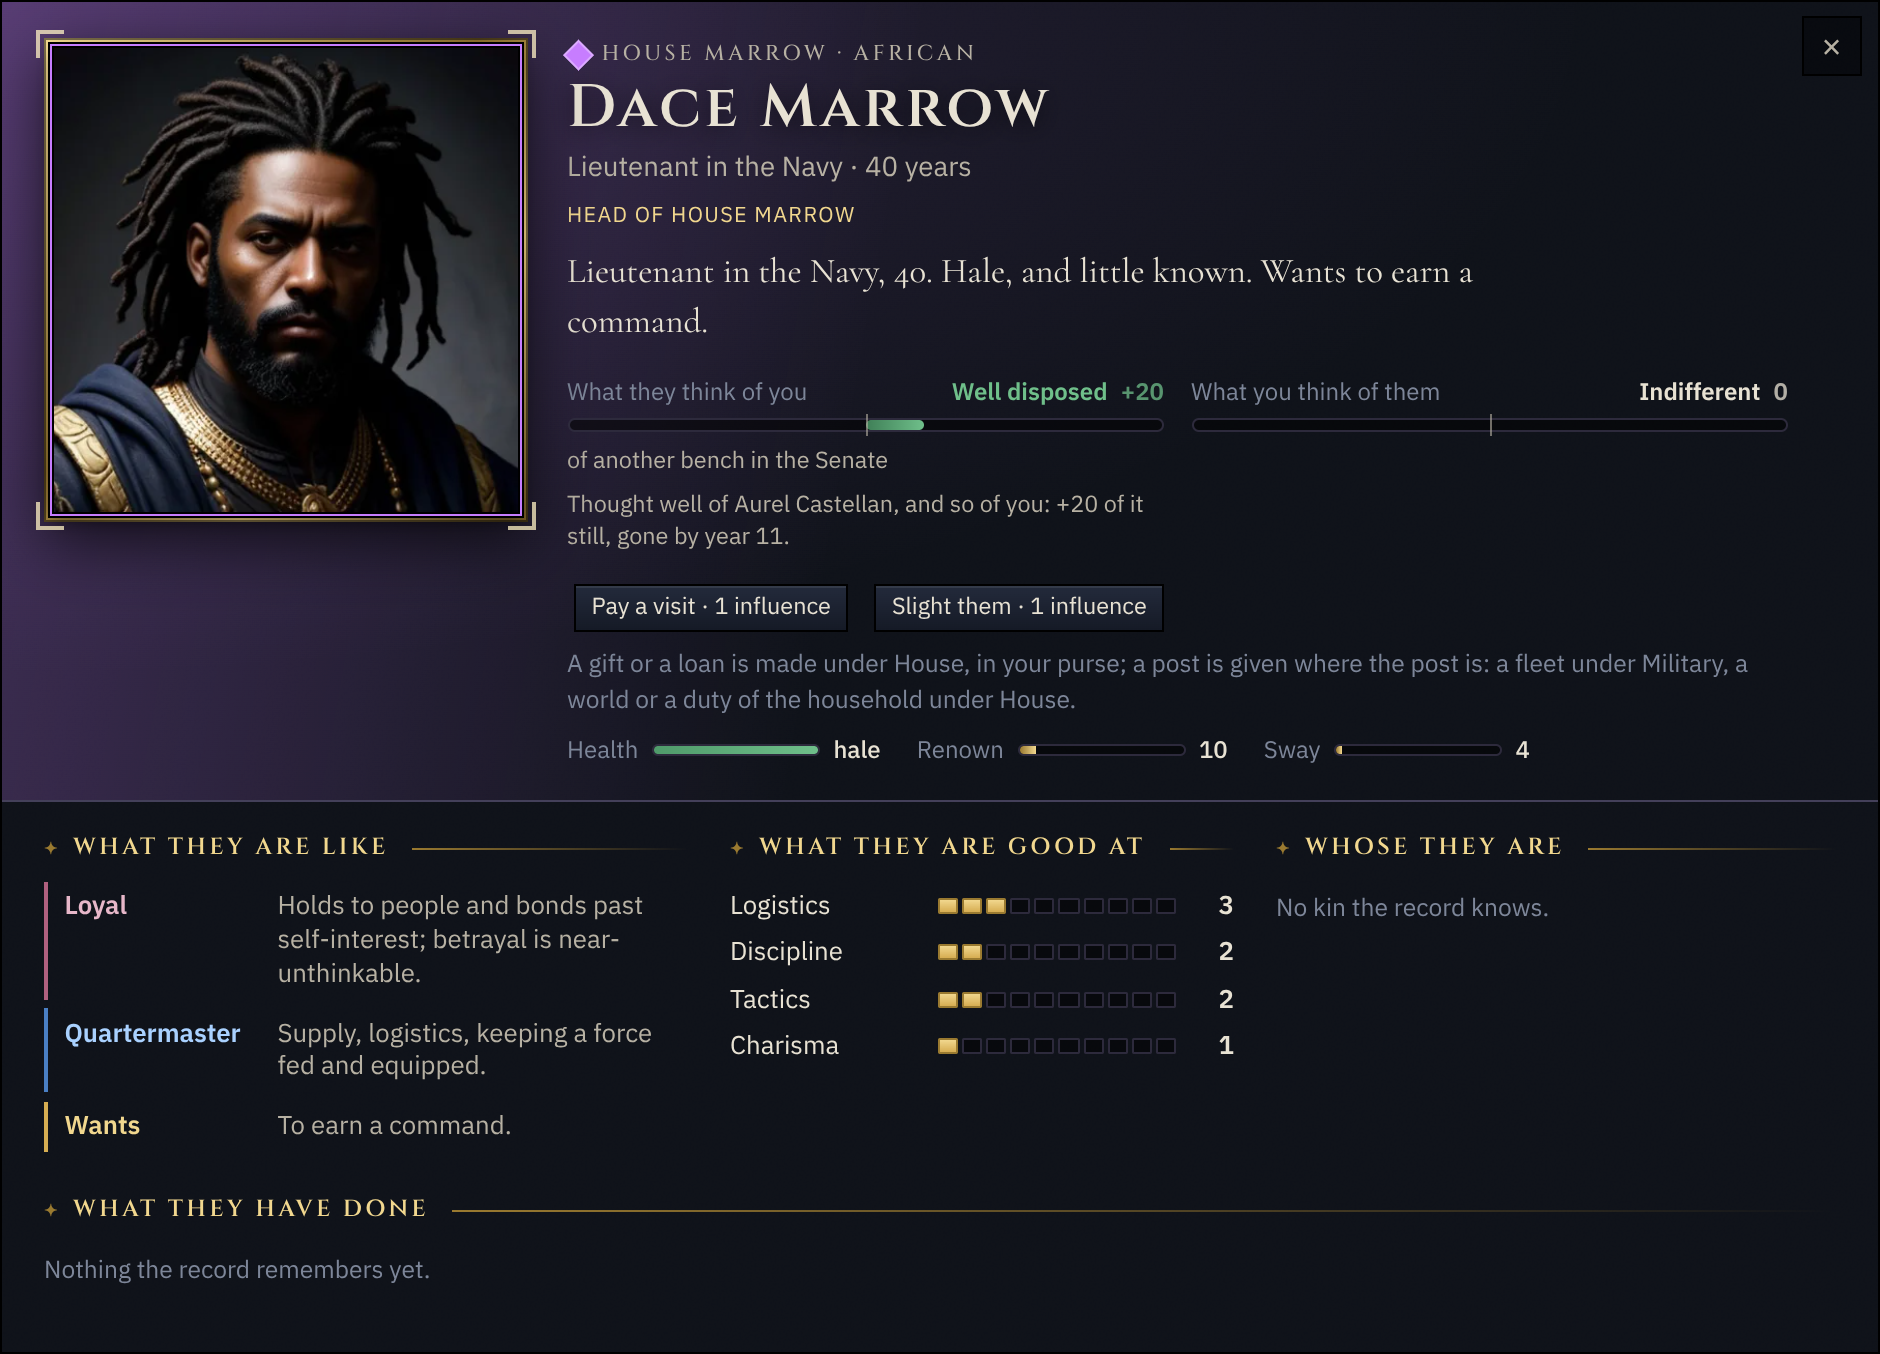 HOUSE MARROW · AFRICAN
DACE MARROW
Lieutenant in the Navy · 40 years
HEAD OF HOUSE MARROW
Lieutenant in the Navy, 40. Hale, and little known. Wants to earn a
command.
What they think of you Well disposed +20
What you think of them Indifferent 0
of another bench in the Senate
Thought well of Aurel Castellan, and so of you: +20 of it
still, gone by year 11.
Pay a visit · 1 influence
Slight them · 1 influence
A gift or a loan is made under House, in your purse; a post is given where the post is: a fleet under Military, a
world or a duty of the household under House.
Health hale Renown 10 Sway 4
WHAT THEY ARE LIKE
Loyal
Holds to people and bonds past
self-interest; betrayal is near-
unthinkable.
Quartermaster
Supply, logistics, keeping a force
fed and equipped.
Wants
To earn a command.
WHAT THEY ARE GOOD AT
Logistics 3
Discipline 2
Tactics 2
Charisma 1
WHOSE THEY ARE
No kin the record knows.
WHAT THEY HAVE DONE
Nothing the record remembers yet.